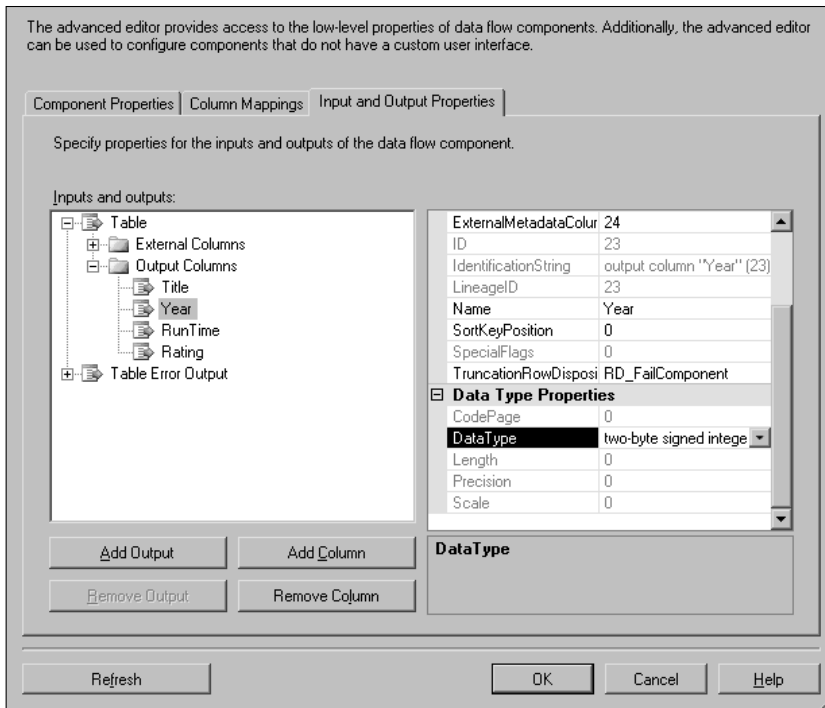 The advanced editor provides access to the low-level properties of data flow components. Additionally, the advanced editor
can be used to configure components that do not have a custom user interface.
Component Properties Column Mappings Input and Output Properties
Specify properties for the inputs and outputs of the data flow component.
Inputs and outputs:
Table
External Columns
Output Columns
Title
Year
RunTime
Rating
Table Error Output
ExternalMetadataColur 24
ID 23
IdentificationString output column "Year" (23)
LineageID 23
Name Year
SortKeyPosition 0
SpecialFlags 0
TruncationRowDisposi RD_FailComponent
Data Type Properties
CodePage 0
DataType two-byte signed intege
Length 0
Precision 0
Scale 0
Add Output Add Column
Remove Output Remove Column
DataType
Refresh OK Cancel Help